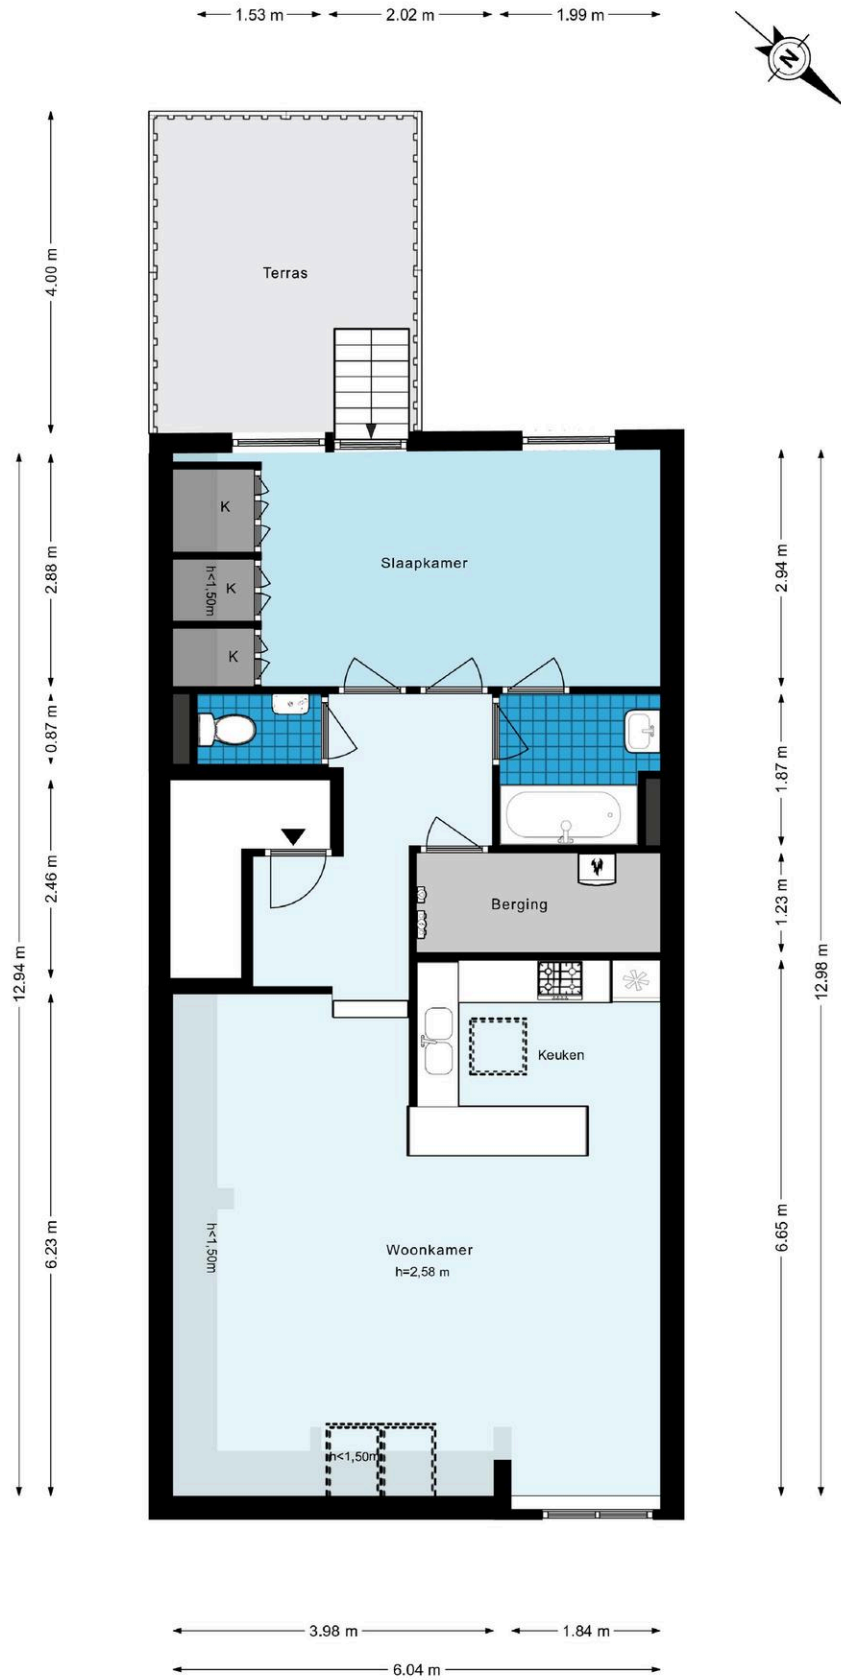 1.53 m
2.02 m
1.99 m
N
4.00 m
Terras
2.88 m
K
Slaapkamer
2.94 m
h<1,50m
K
K
0.87 m
1.87 m
2.46 m
Berging
1.23 m
12.94 m
12.98 m
Keuken
6.23 m
h<1,50m
Woonkamer
h=2,58 m
6.65 m
h<1,50m
3.98 m
1.84 m
6.04 m